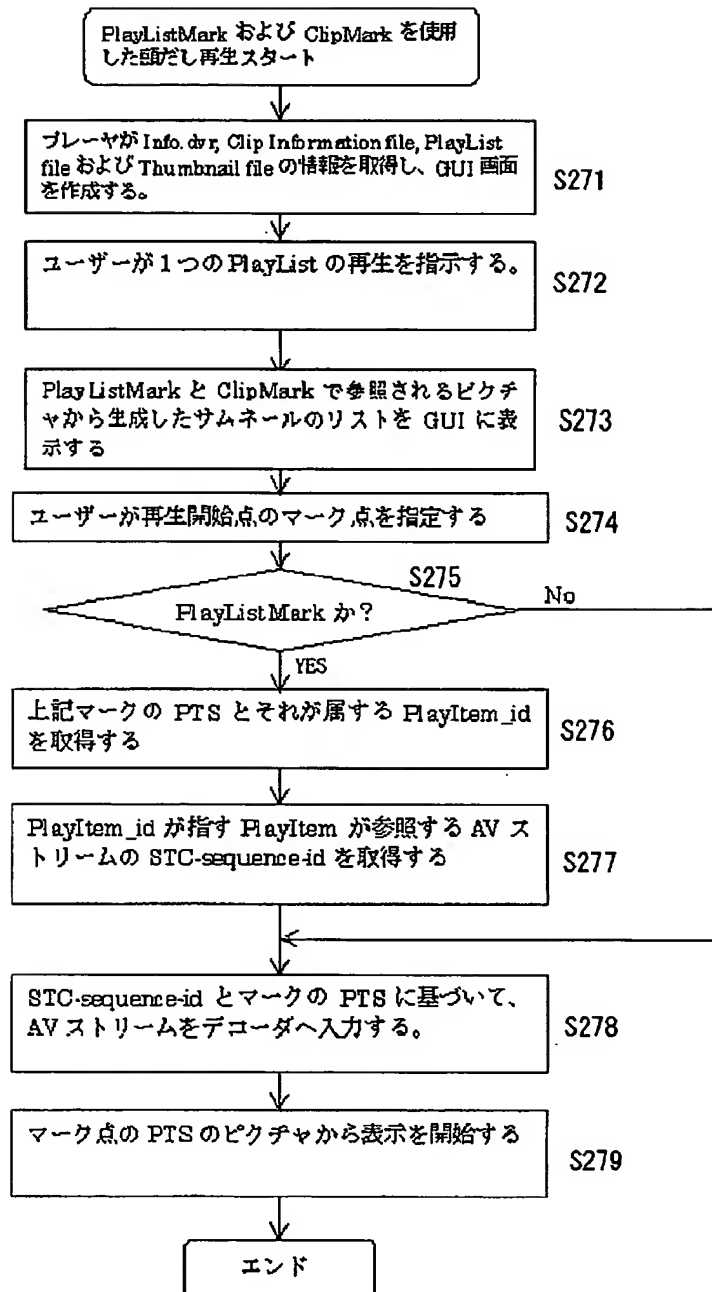 PlayListMark および ClipMark を使用
した頭だし再生スタート
プレーヤが Info.dvr, Clip Information file, PlayList
file および Thumbnail file の情報を取得し、GUI 画面
を作成する。
S271
ユーザーが１つの PlayList の再生を指示する。
S272
PlayListMark と ClipMark で参照されるピクチ
ャから生成したサムネールのリストを GUI に表
示する
S273
ユーザーが再生開始点のマーク点を指定する
S274
S275
PlayListMark か？
No
YES
上記マークの PTS とそれが属する PlayItem_id
を取得する
S276
PlayItem_id が指す PlayItem が参照する AV ス
トリームの STC-sequence-id を取得する
S277
STC-sequence-id とマークの PTS に基づいて、
AV ストリームをデコーダへ入力する。
S278
マーク点の PTS のピクチャから表示を開始する
S279
エンド